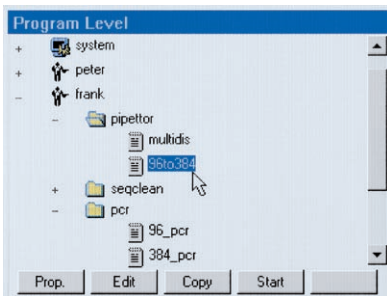 Program Level
+ system
+ peter
- frank
- pipettor
multidis
96to384
+ seqclean
- pcr
96_pcr
384_pcr
Prop. Edit Copy Start